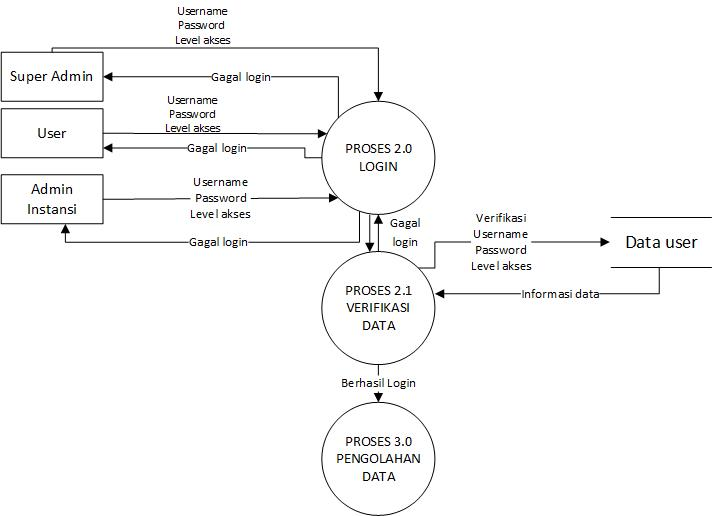 Username
Password
Level akses
Super Admin
Gagal login
Username
Password
Level akses
User
Gagal login
PROSES 2.0
LOGIN
Admin
Instansi
Username
Password
Level akses
Gagal login
Gagal
login
Verifikasi
Username
Password
Level akses
Data user
Informasi data
PROSES 2.1
VERIFIKASI
DATA
Berhasil Login
PROSES 3.0
PENGOLAHAN
DATA